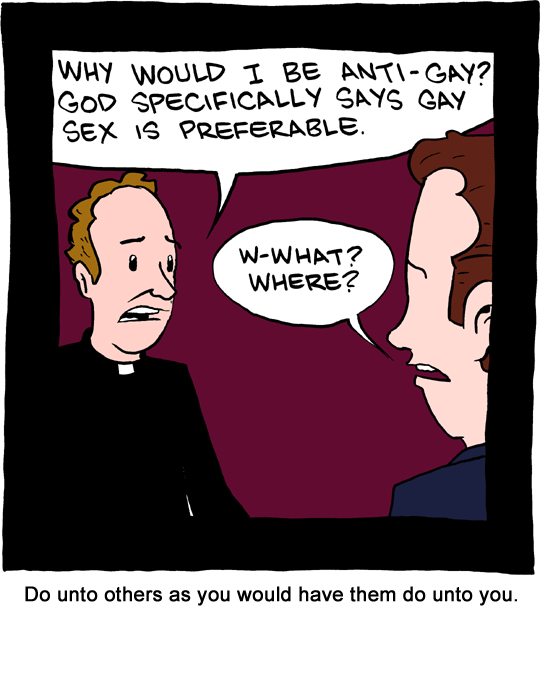 WHY WOULD I BE ANTI-GAY?
GOD SPECIFICALLY SAYS GAY
SEX IS PREFERABLE.
W-WHAT?
WHERE?
Do unto others as you would have them do unto you.